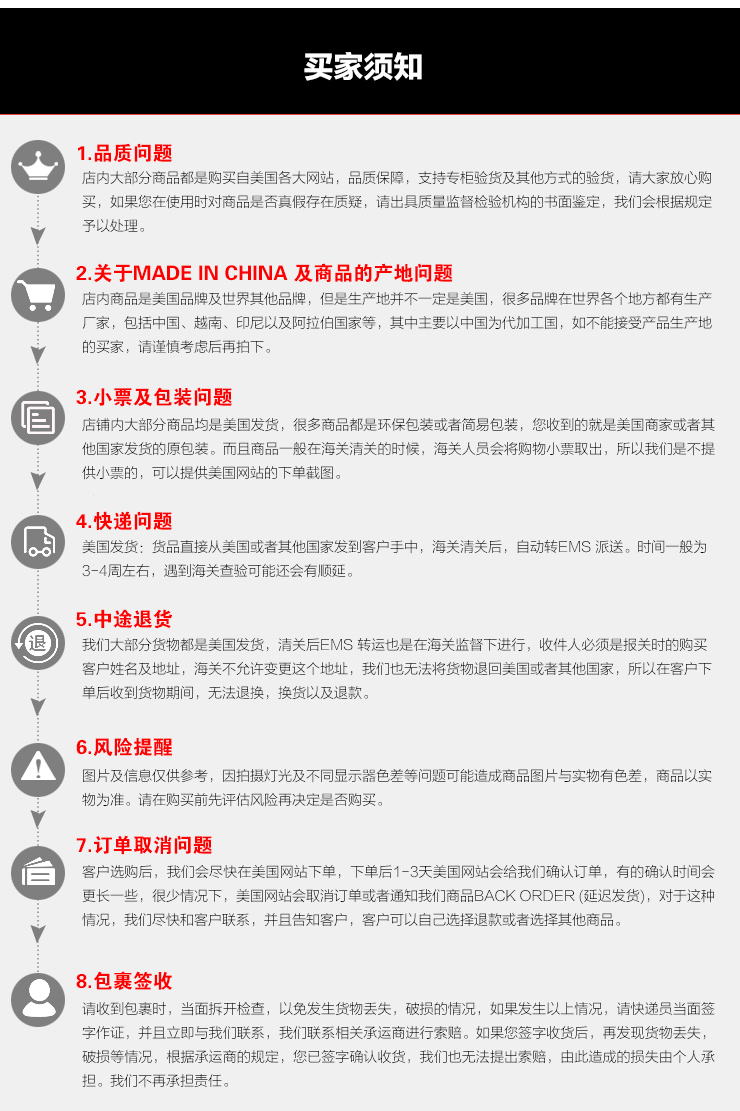 买家须知
1.品质问题
店内大部分商品都是购买自美国各大网站，品质保障，支持专柜验货及其他方式的验货，请大家放心购
买，如果您在使用时对商品是否真假存在质疑，请出具质量监督检验机构的书面鉴定，我们会根据规定
予以处理。
2.关于MADE IN CHINA 及商品的产地问题
店内商品是美国品牌及世界其他品牌，但是生产地并不一定是美国，很多品牌在世界各个地方都有生产
厂家，包括中国、越南、印尼以及阿拉伯国家等，其中主要以中国为代加工国，如不能接受产品生产地
的买家，请谨慎考虑后再拍下。
3.小票及包装问题
店铺内大部分商品均是美国发货，很多商品都是环保包装或者简易包装，您收到的就是美国商家或者其
他国家发货的原包装。而且商品一般在海关清关的时候，海关人员会将购物小票取出，所以我们是不提
供小票的，可以提供美国网站的下单截图。
4.快递问题
美国发货：货品直接从美国或者其他国家发到客户手中，海关清关后，自动转EMS 派送。时间一般为
3-4周左右，遇到海关查验可能还会有顺延。
5.中途退货
退
我们大部分货物都是美国发货，清关后EMS 转运也是在海关监督下进行，收件人必须是报关时的购买
客户姓名及地址，海关不允许变更这个地址，我们也无法将货物退回美国或者其他国家，所以在客户下
单后收到货物期间，无法退换，换货以及退款。
6.风险提醒
图片及信息仅供参考，因拍摄灯光及不同显示器色差等问题可能造成商品图片与实物有色差，商品以实
物为准。请在购买前先评估风险再决定是否购买。
7.订单取消问题
客户选购后，我们会尽快在美国网站下单，下单后1-3天美国网站会给我们确认订单，有的确认时间会
更长一些，很少情况下，美国网站会取消订单或者通知我们商品BACK ORDER (延迟发货)，对于这种
情况，我们尽快和客户联系，并且告知客户，客户可以自己选择退款或者选择其他商品。
8.包裹签收
请收到包裹时，当面拆开检查，以免发生货物丢失，破损的情况，如果发生以上情况，请快递员当面签
字作证，并且立即与我们联系，我们联系相关承运商进行索赔。如果您签字收货后，再发现货物丢失，
破损等情况，根据承运商的规定，您已签字确认收货，我们也无法提出索赔，由此造成的损失由个人承
担。我们不再承担责任。